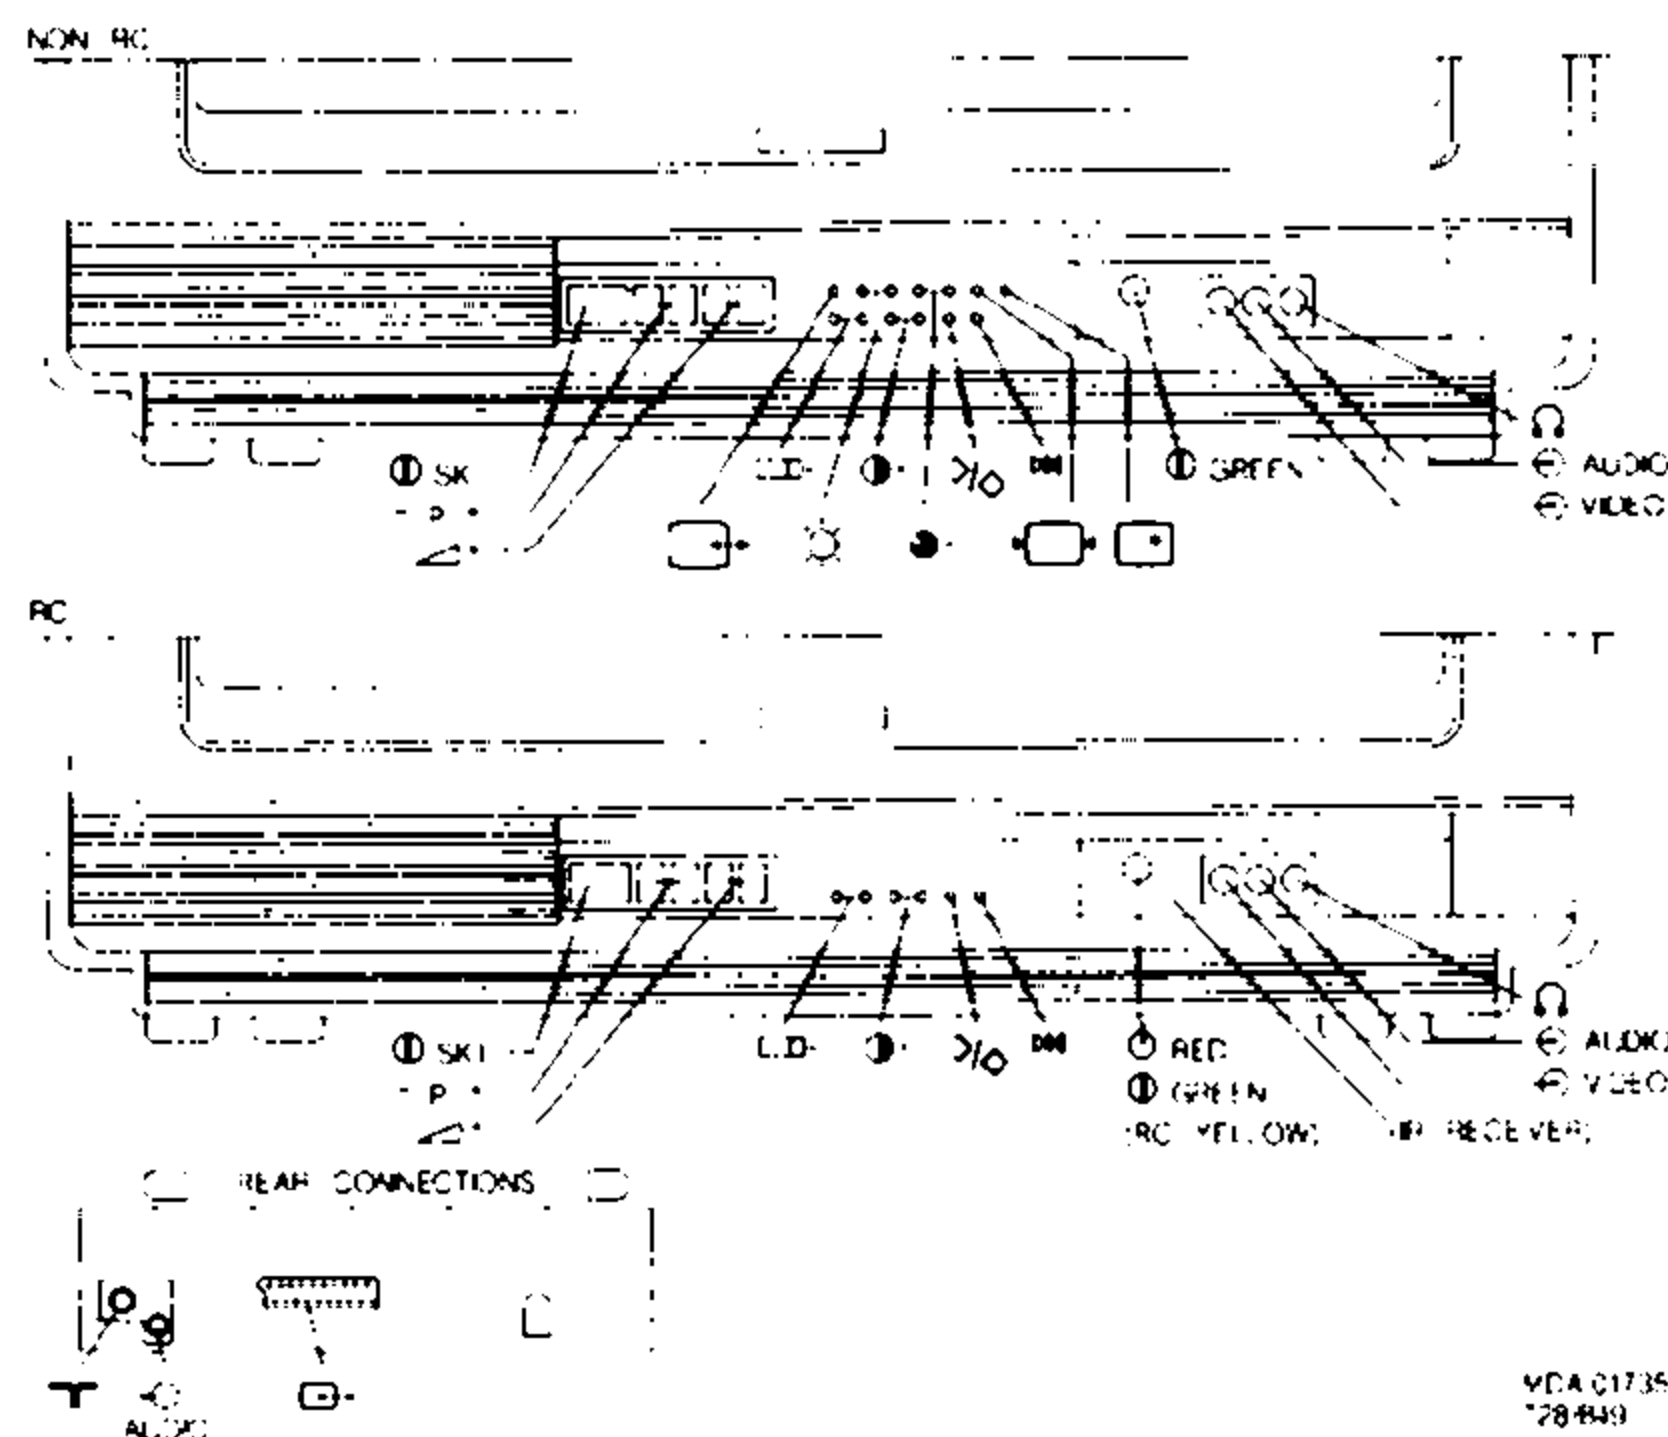 NON RC
SK
- P +
GREEN
AUDIO
VIDEO
RC
- P +
RED
GREEN
(RC YELLOW)
(IR RECEIVER)
AUDIO
VIDEO
REAR CONNECTIONS
AUDIO
MDA.01735